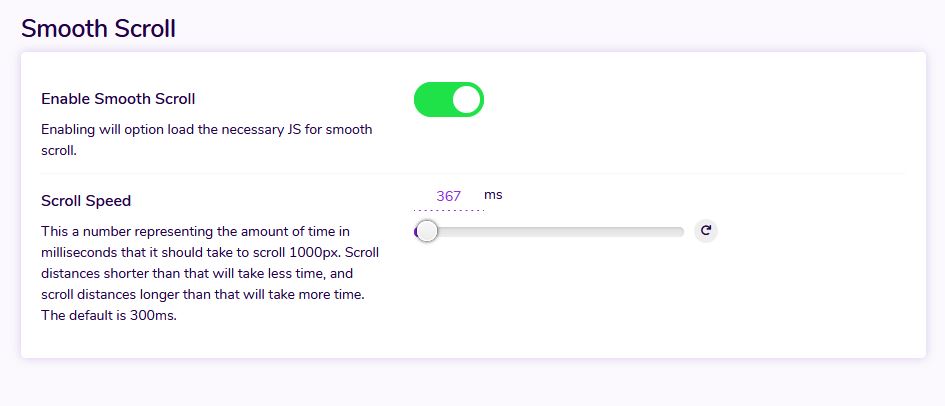 Smooth Scroll
Enable Smooth Scroll
Enabling will option load the necessary JS for smooth
scroll.
Scroll Speed
367 ms
This a number representing the amount of time in
milliseconds that it should take to scroll 1000px. Scroll
distances shorter than that will take less time, and
scroll distances longer than that will take more time.
The default is 300ms.